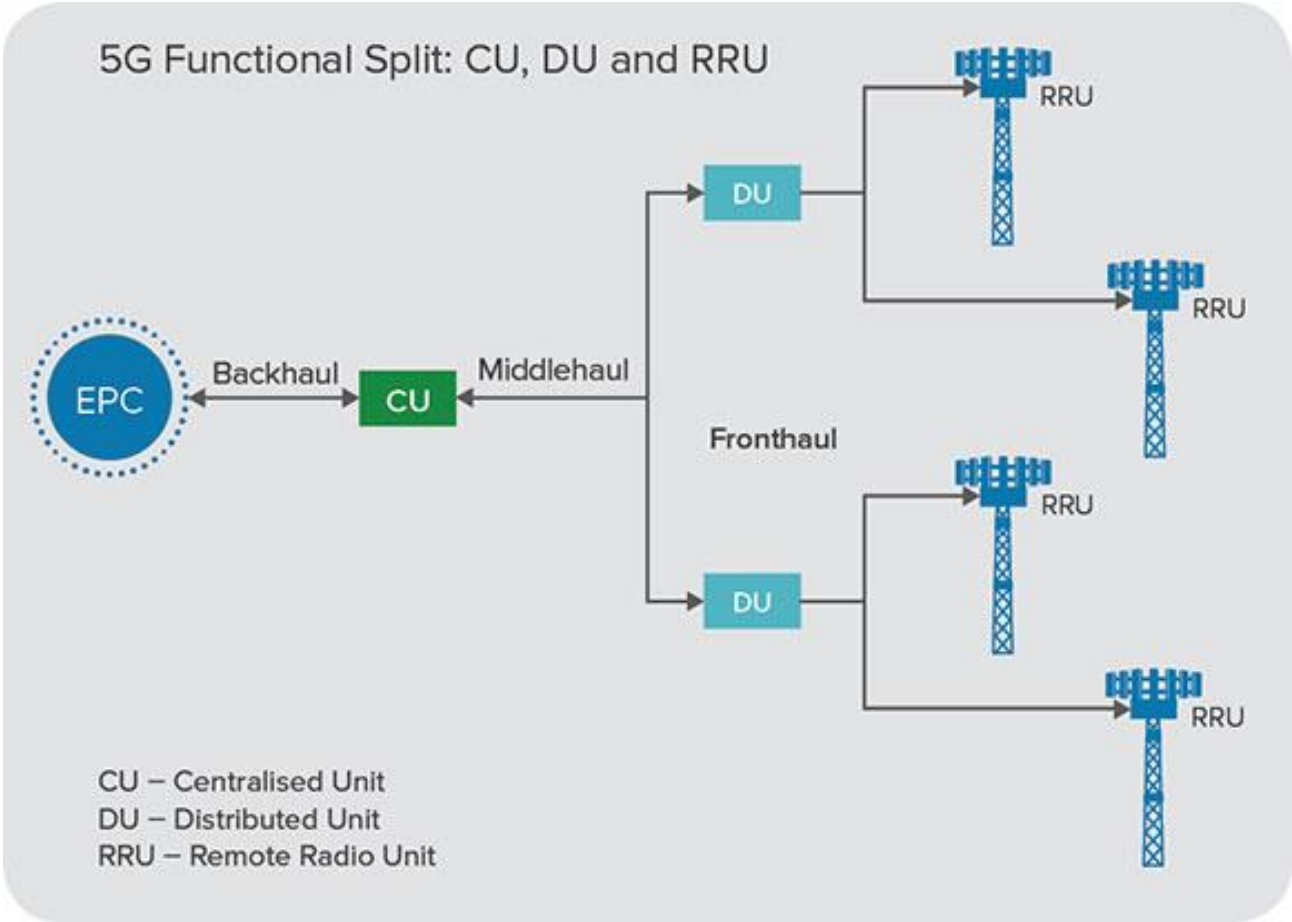 5G Functional Split: CU, DU and RRU
RRU
DU
RRU
Backhaul
Middlehaul
EPC
CU
Fronthaul
RRU
DU
RRU
CU – Centralised Unit
DU – Distributed Unit
RRU – Remote Radio Unit